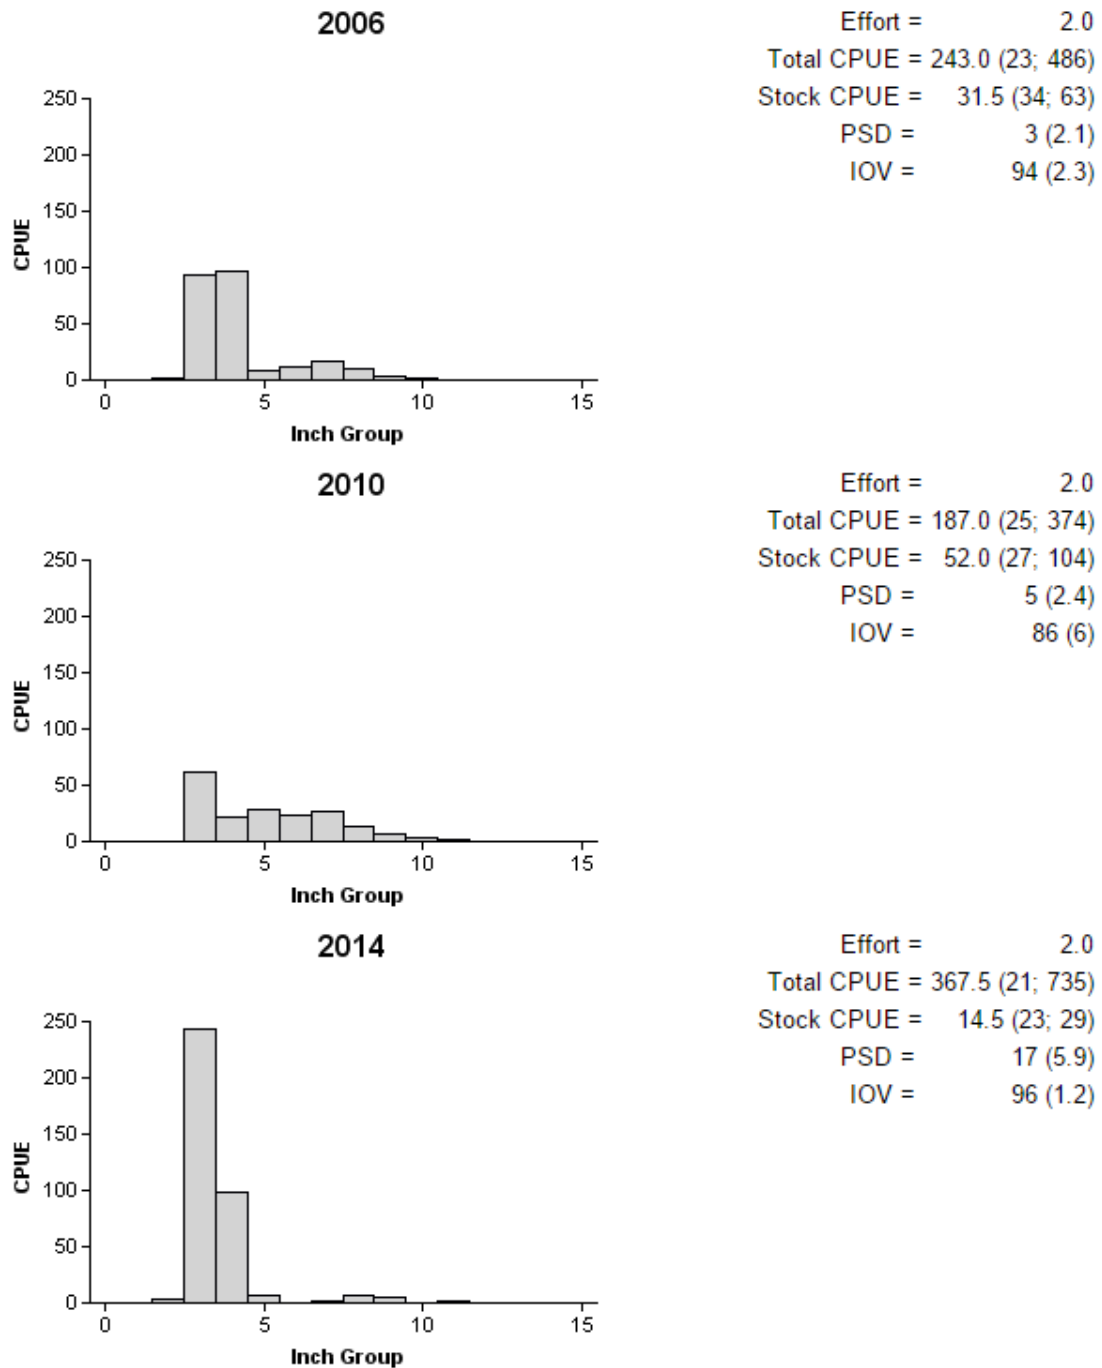 2006
Effort = 2.0
Total CPUE = 243.0 (23; 486)
Stock CPUE = 31.5 (34; 63)
PSD = 3 (2.1)
IOV = 94 (2.3)
250
200
150
100
50
0
CPUE
0 5 10 15
Inch Group
2010
Effort = 2.0
Total CPUE = 187.0 (25; 374)
Stock CPUE = 52.0 (27; 104)
PSD = 5 (2.4)
IOV = 86 (6)
250
200
150
100
50
0
CPUE
0 5 10 15
Inch Group
2014
Effort = 2.0
Total CPUE = 367.5 (21; 735)
Stock CPUE = 14.5 (23; 29)
PSD = 17 (5.9)
IOV = 96 (1.2)
250
200
150
100
50
0
CPUE
0 5 10 15
Inch Group